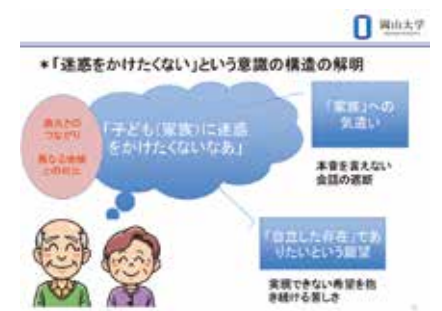 岡山大学
*「迷惑をかけたくない」という意識の構造の解明
「子ども(家族)に迷惑
をかけたくないなあ」
つながり
「家族」への
気遣い
本音を言えない
会話の遮断
「自立した存在」であ
りたいという願望
実現できない希望を抱
き続ける苦しさ